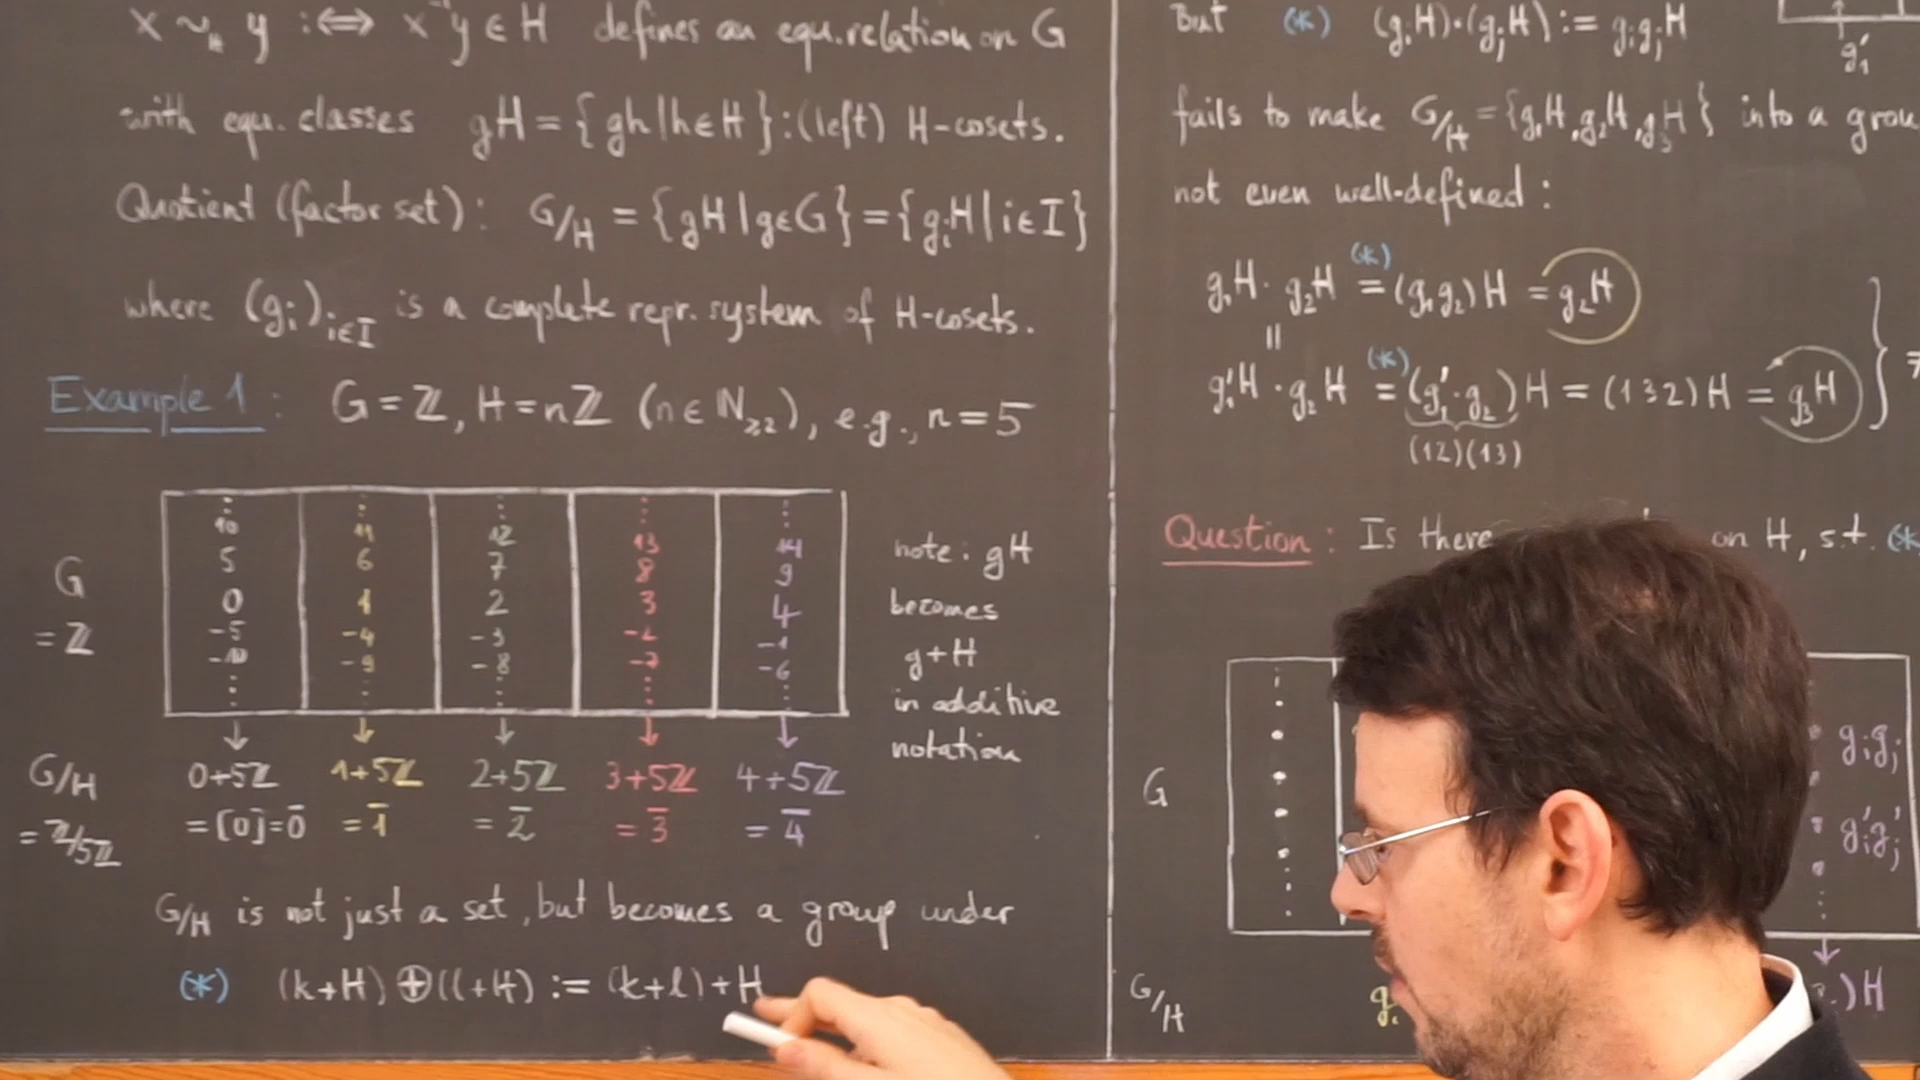 x ~H y :⇔ x⁻¹y ∈ H defines an equ.relation on G
with equ. classes gH = {gh|h∈H}:(left) H-cosets.
Quotient (factor set): G/H = {gH|g∈G} = {gᵢH|i∈I}
where (gᵢ)i∈I is a complete repr. system of H-cosets.
Example 1: G=ℤ, H=nℤ (n∈ℕ≥2), e.g., n=5
10 11 12 13 14
5 6 7 8 9
0 1 2 3 4
-5 -4 -3 -2 -1
-10 -9 -8 -7 -6
G
=ℤ
note: gH
becomes
g+H
in additive
notation
G/H 0+5ℤ 1+5ℤ 2+5ℤ 3+5ℤ 4+5ℤ
=ℤ/5ℤ =[0]=0̄ =1̄ =2̄ =3̄ =4̄
G/H is not just a set, but becomes a group under
(*) (k+H)⊕(l+H) := (k+l)+H
But (*) (gᵢH)·(gⱼH) := gᵢgⱼH
g₁'
fails to make G/H = {g₁H,g₂H,g₃H} into a
not even well-defined:
g₁H·g₂H (*)= (g₁g₂)H = g₂H
=
g₁'H·g₂H (*)= (g₁'·g₂)H = (132)H = g₃H
(12)(13)
Question: Is there on H, s.t.
G
gᵢgⱼ
gᵢ'gⱼ'
G/H )H